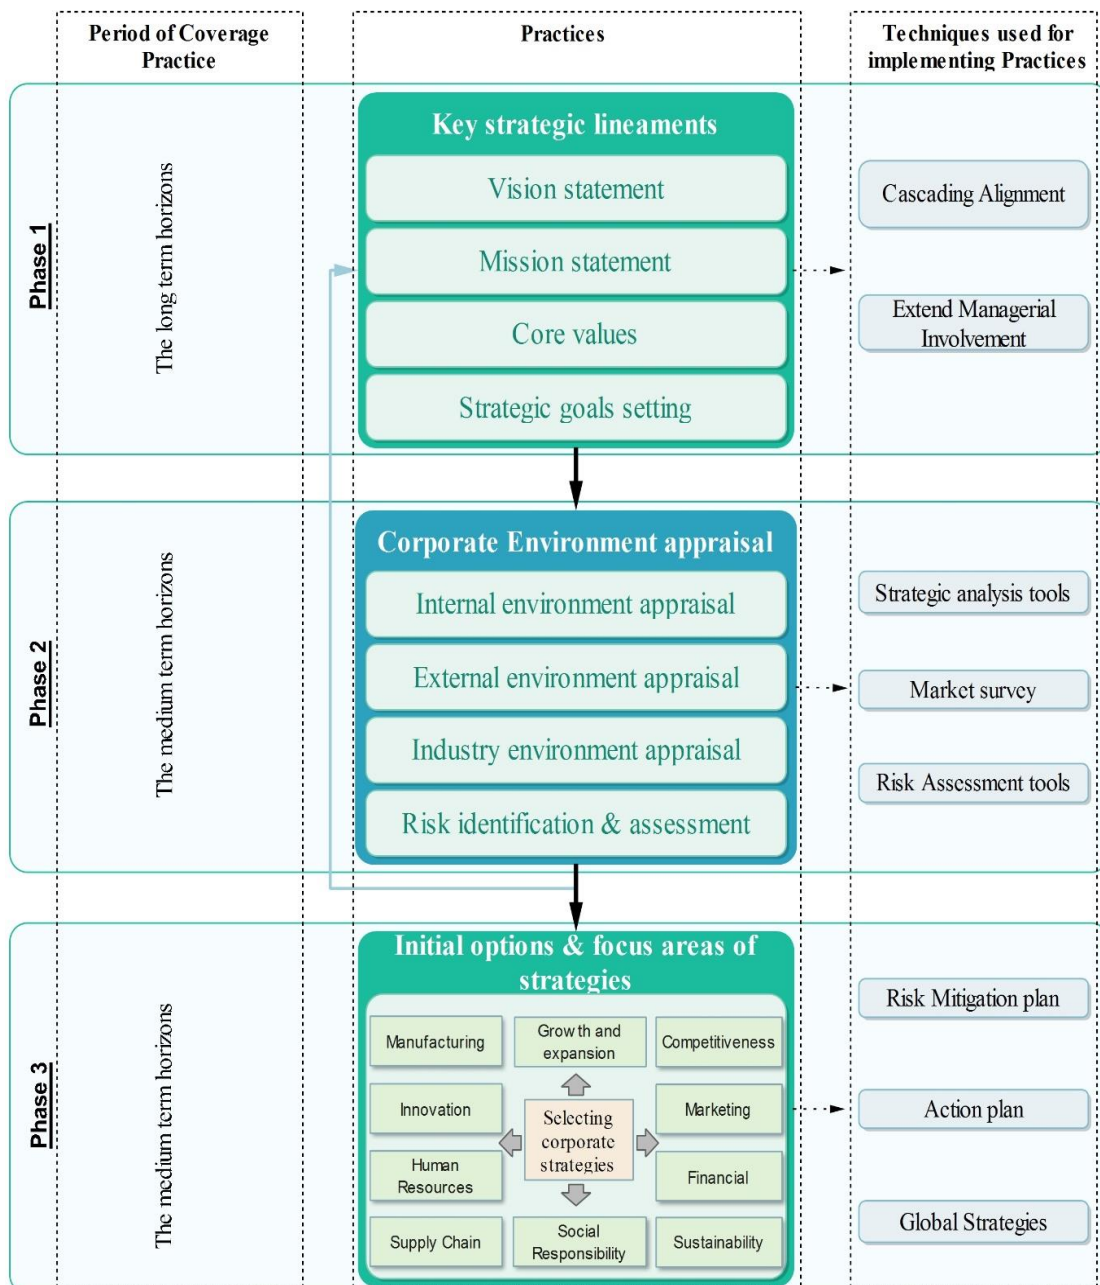 Period of Coverage
Practice
Practices
Techniques used for
implementing Practices
Phase 1
The long term horizons
Key strategic lineaments
Vision statement
Mission statement
Core values
Strategic goals setting
Cascading Alignment
Extend Managerial
Involvement
Phase 2
The medium term horizons
Corporate Environment appraisal
Internal environment appraisal
External environment appraisal
Industry environment appraisal
Risk identification & assessment
Strategic analysis tools
Market survey
Risk Assessment tools
Phase 3
The medium term horizons
Initial options & focus areas of
strategies
Manufacturing
Growth and
expansion
Competitiveness
Innovation
Selecting
corporate
strategies
Marketing
Human
Resources
Financial
Supply Chain
Social
Responsibility
Sustainability
Risk Mitigation plan
Action plan
Global Strategies